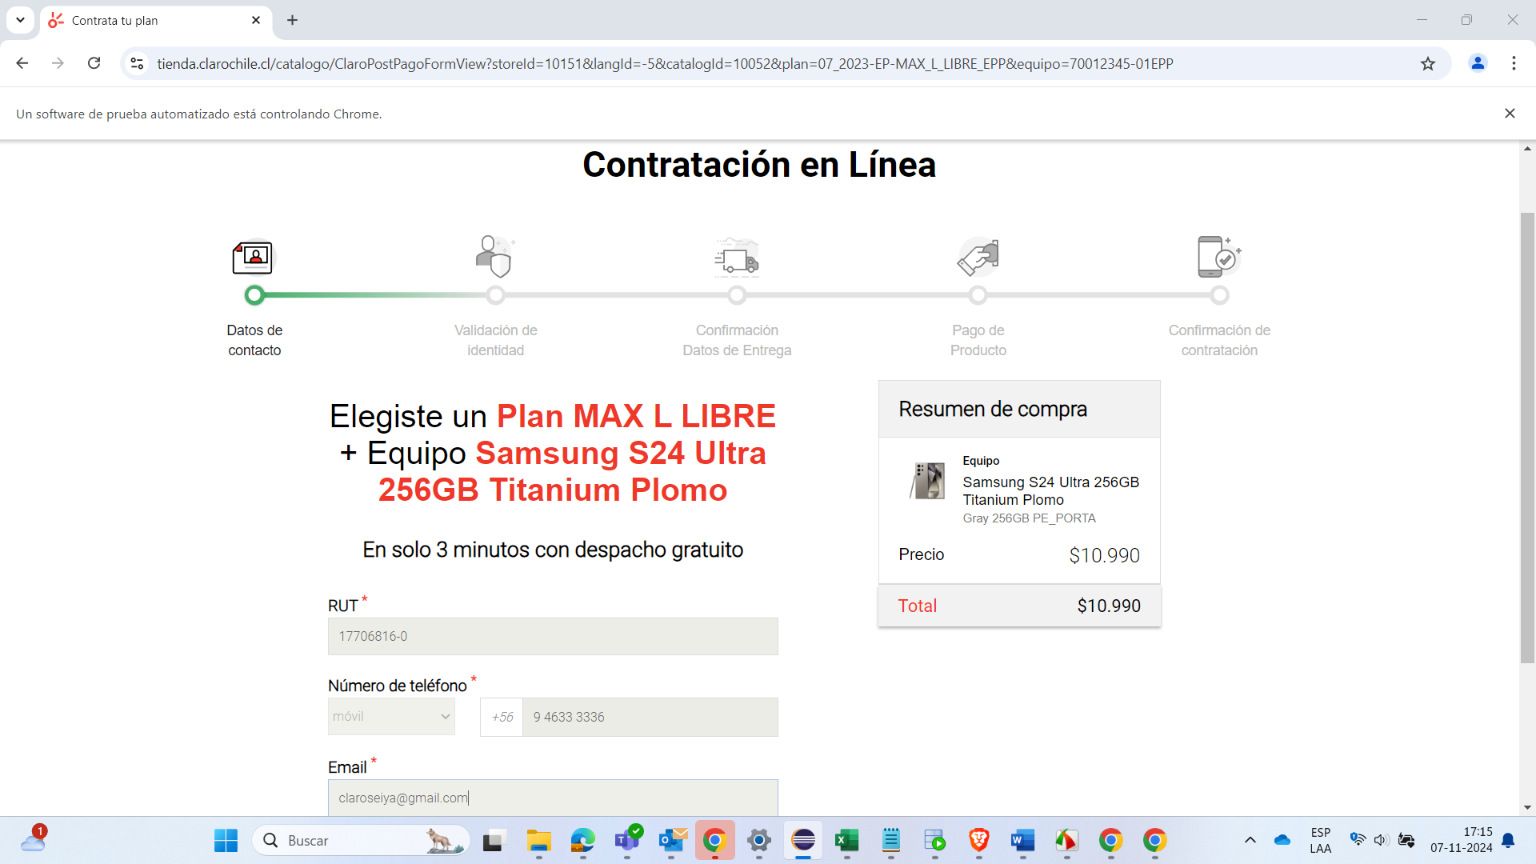 Contrata tu plan
tienda.clarochile.cl/catalogo/ClaroPostPagoFormView?storeId=10151&langId=-5&catalogId=10052&plan=07_2023-EP-MAX_L_LIBRE_EPP&equipo=70012345-01EPP
Un software de prueba automatizado está controlando Chrome.
Contratación en Línea
Datos de
contacto
Validación de
identidad
Confirmación
Datos de Entrega
Pago de
Producto
Confirmación de
contratación
Elegiste un Plan MAX L LIBRE
+ Equipo Samsung S24 Ultra
256GB Titanium Plomo
En solo 3 minutos con despacho gratuito
RUT *
17706816-0
Número de teléfono *
móvil
+56
9 4633 3336
Email *
claroseiya@gmail.com
Resumen de compra
Equipo
Samsung S24 Ultra 256GB
Titanium Plomo
Gray 256GB PE_PORTA
Precio $10.990
Total $10.990
1
Buscar
ESP
LAA
17:15
07-11-2024